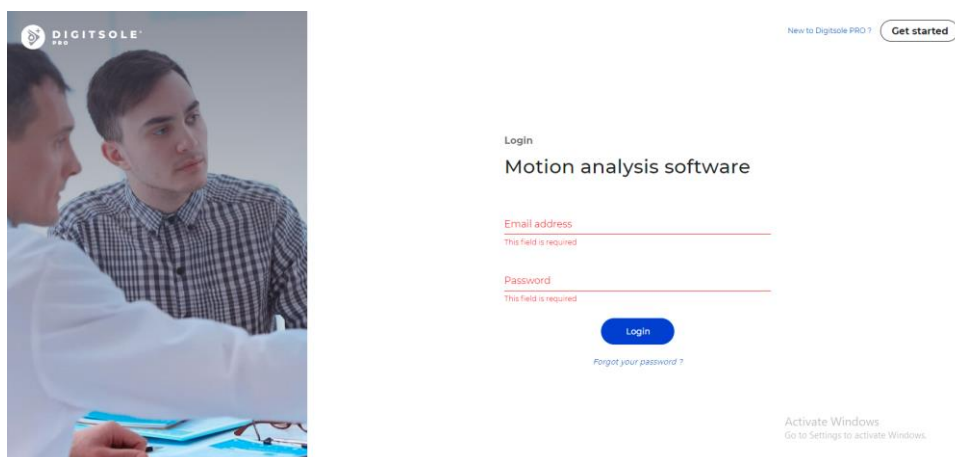 DIGITSOLE
PRO
New to Digitsole PRO ?
Get started
Login
Motion analysis software
Email address
This field is required
Password
This field is required
Login
Forgot your password ?
Activate Windows
Go to Settings to activate Windows.